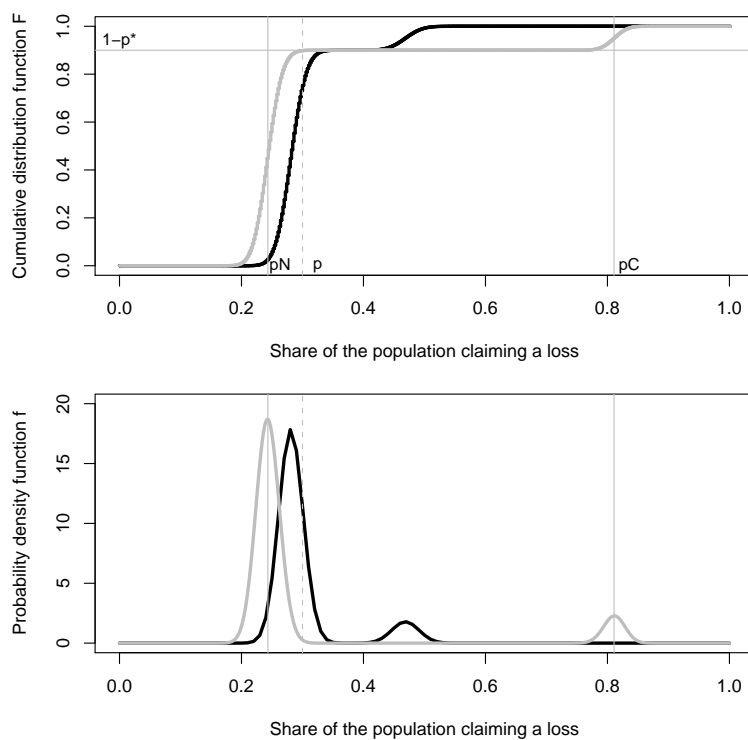 Cumulative distribution function F
0.0 0.2 0.4 0.6 0.8 1.0
1−p*
pN p pC
0.0 0.2 0.4 0.6 0.8 1.0
Share of the population claiming a loss
Probability density function f
0 5 10 15 20
0.0 0.2 0.4 0.6 0.8 1.0
Share of the population claiming a loss